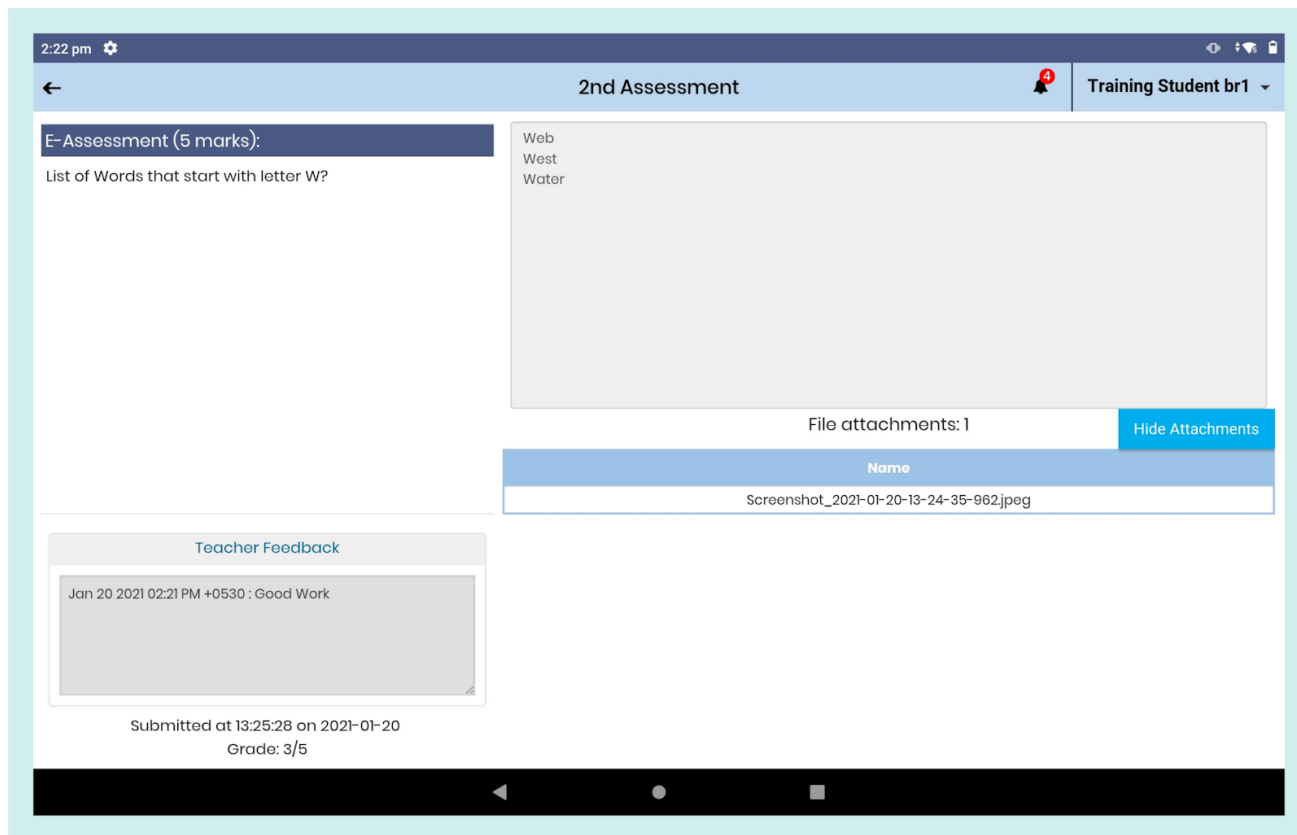 2:22 pm
2nd Assessment
4
Training Student br1
E-Assessment (5 marks):
List of Words that start with letter W?
Web
West
Water
File attachments: 1
Hide Attachments
Name
Screenshot_2021-01-20-13-24-35-962.jpeg
Teacher Feedback
Jan 20 2021 02:21 PM +0530 : Good Work
Submitted at 13:25:28 on 2021-01-20
Grade: 3/5